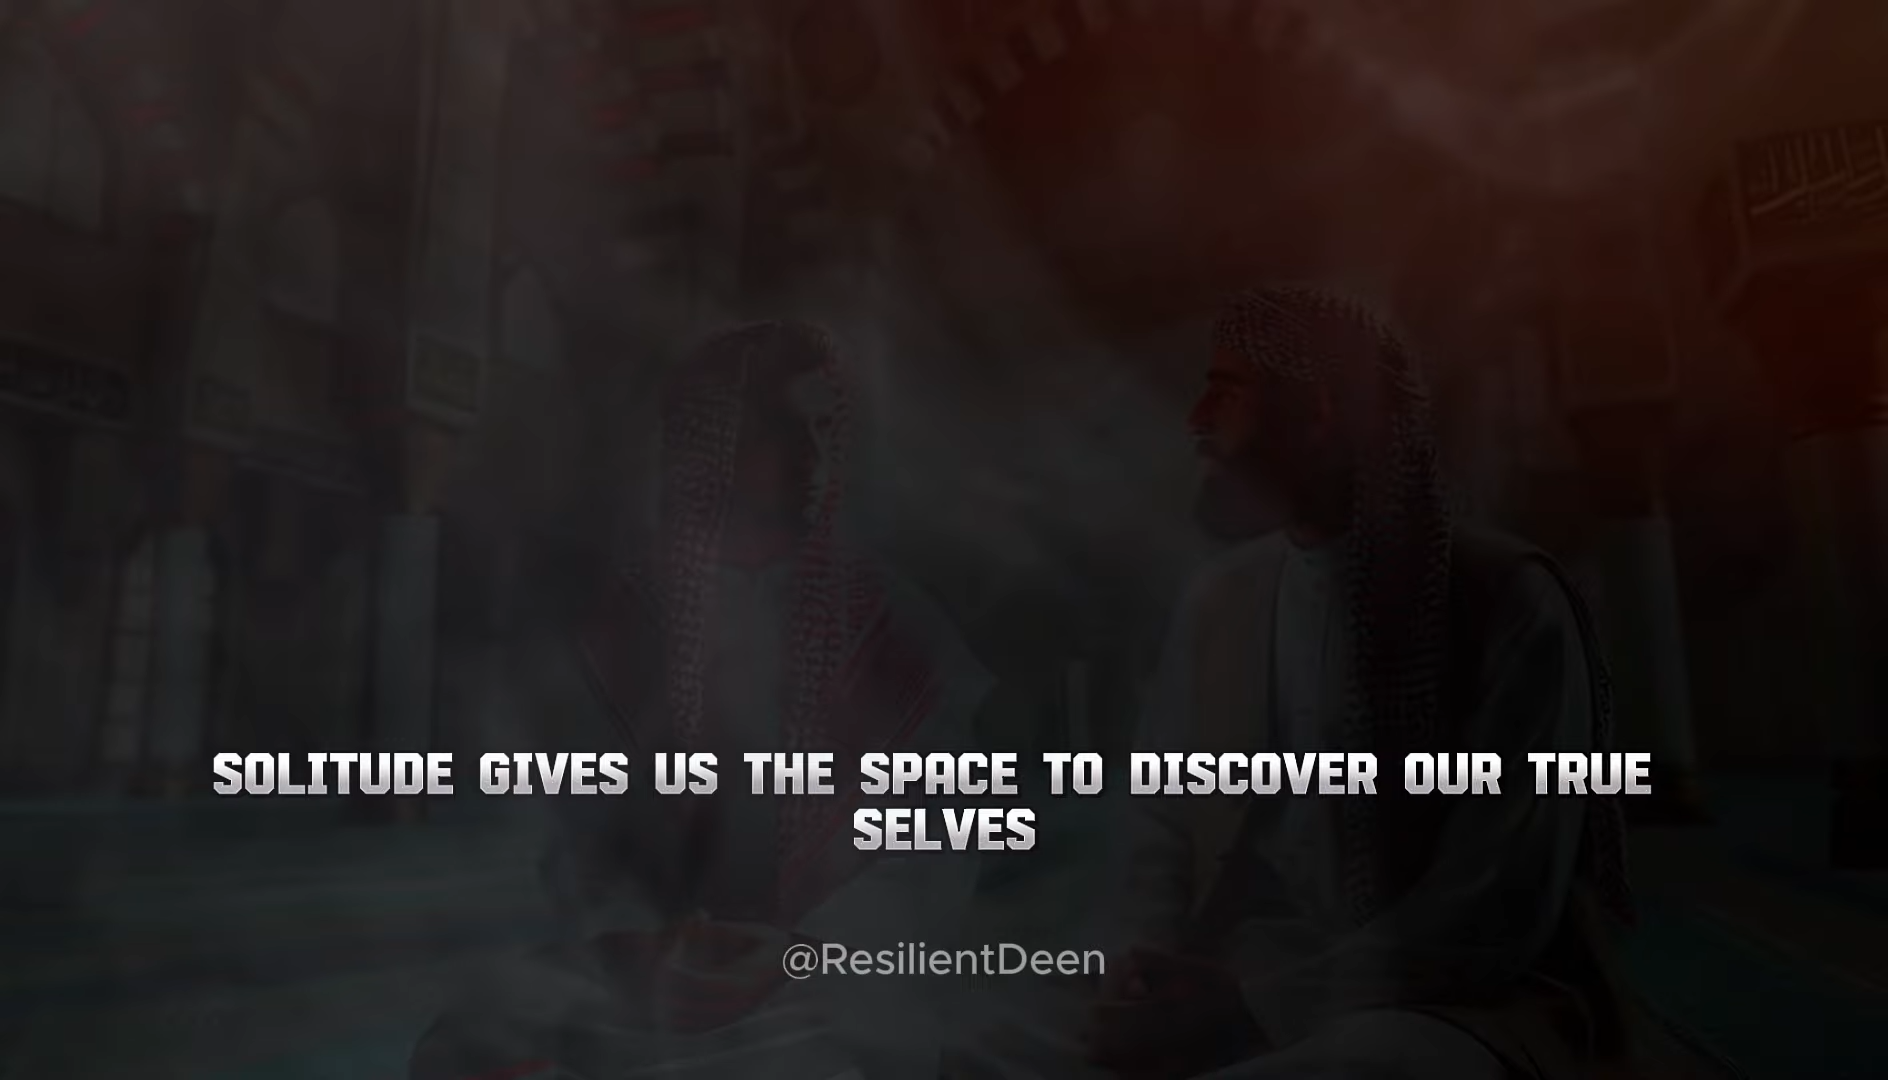 SOLITUDE GIVES US THE SPACE TO DISCOVER OUR TRUE
SELVES
@ResilientDeen